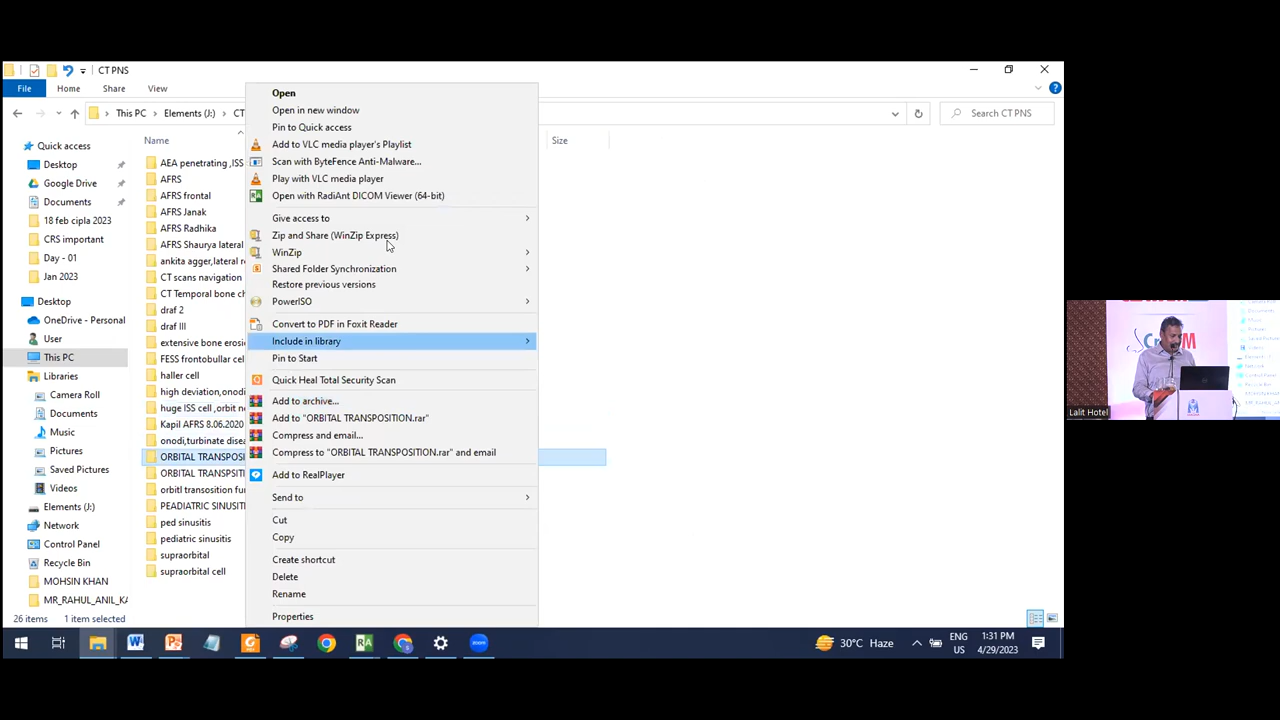 CT PNS
File
Home
Share
View
This PC
Elements (J:)
CT
Search CT PNS
Name
Size
Quick access
Desktop
Google Drive
Documents
18 feb cipla 2023
CRS important
Day - 01
Jan 2023
Desktop
OneDrive - Personal
User
This PC
Libraries
Camera Roll
Documents
Music
Pictures
Saved Pictures
Videos
Elements (J:)
Network
Control Panel
Recycle Bin
MOHSIN KHAN
MR_RAHUL_ANIL_KA
AEA penetrating ,ISS
AFRS
AFRS frontal
AFRS Janak
AFRS Radhika
AFRS Shaurya lateral
ankita agger,lateral r
CT scans navigation
CT Temporal bone c
draf 2
draf III
extensive bone erosi
FESS frontobullar ce
haller cell
high deviation,onodi
huge ISS cell ,orbit n
Kapil AFRS 8.06.2020
onodi,turbinate disea
ORBITAL TRANSPOSI
ORBITAL TRANPSITI
orbitl transosition fu
PEADIATRIC SINUSIT
ped sinusitis
pediatric sinusitis
supraorbital
supraorbital cell
Open
Open in new window
Pin to Quick access
Add to VLC media player's Playlist
Scan with ByteFence Anti-Malware...
Play with VLC media player
Open with RadiAnt DICOM Viewer (64-bit)
Give access to
Zip and Share (WinZip Express)
WinZip
Shared Folder Synchronization
Restore previous versions
PowerISO
Convert to PDF in Foxit Reader
Include in library
Pin to Start
Quick Heal Total Security Scan
Add to archive...
Add to "ORBITAL TRANSPOSITION.rar"
Compress and email...
Compress to "ORBITAL TRANSPOSITION.rar" and email
Add to RealPlayer
Send to
Cut
Copy
Create shortcut
Delete
Rename
Properties
26 items
1 item selected
30°C Haze
ENG
US
1:31 PM
4/29/2023
Lalit Hotel